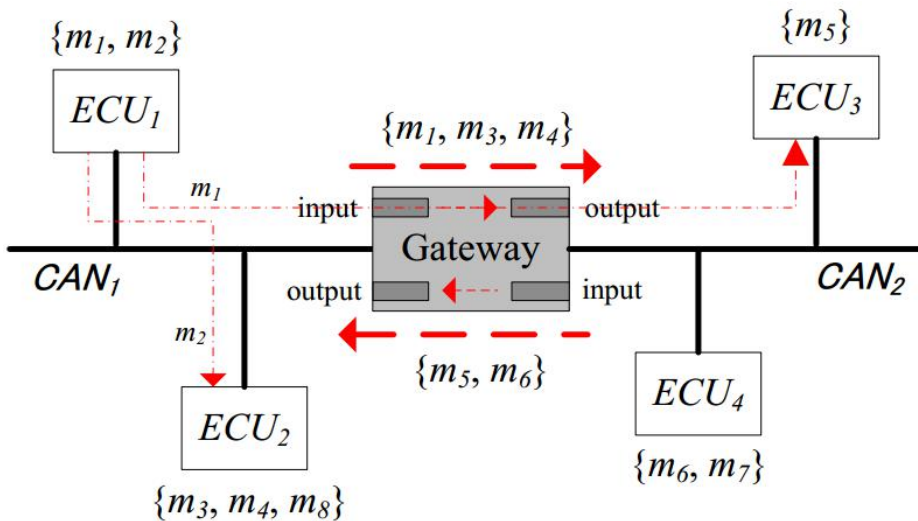 {m₁, m₂}
{m₅}
ECU₁
ECU₃
{m₁, m₃, m₄}
m₁
input
output
Gateway
CAN₁
CAN₂
output
input
m₂
{m₅, m₆}
ECU₄
ECU₂
{m₆, m₇}
{m₃, m₄, m₈}